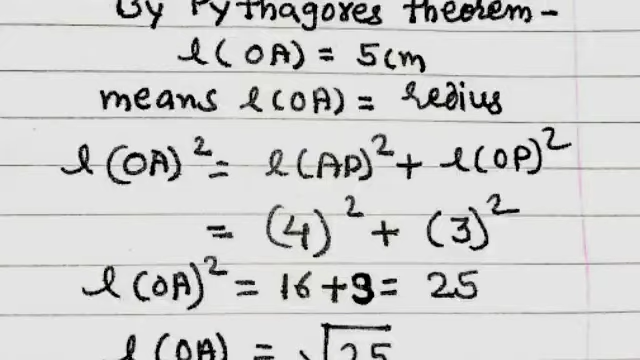 By Pythagores theorem -
l(OA) = 5cm
means l(OA) = redius
l(OA)² = l(AP)² + l(OP)²
= (4)² + (3)²
l(OA)² = 16 + 9 = 25
l(OA) = √25